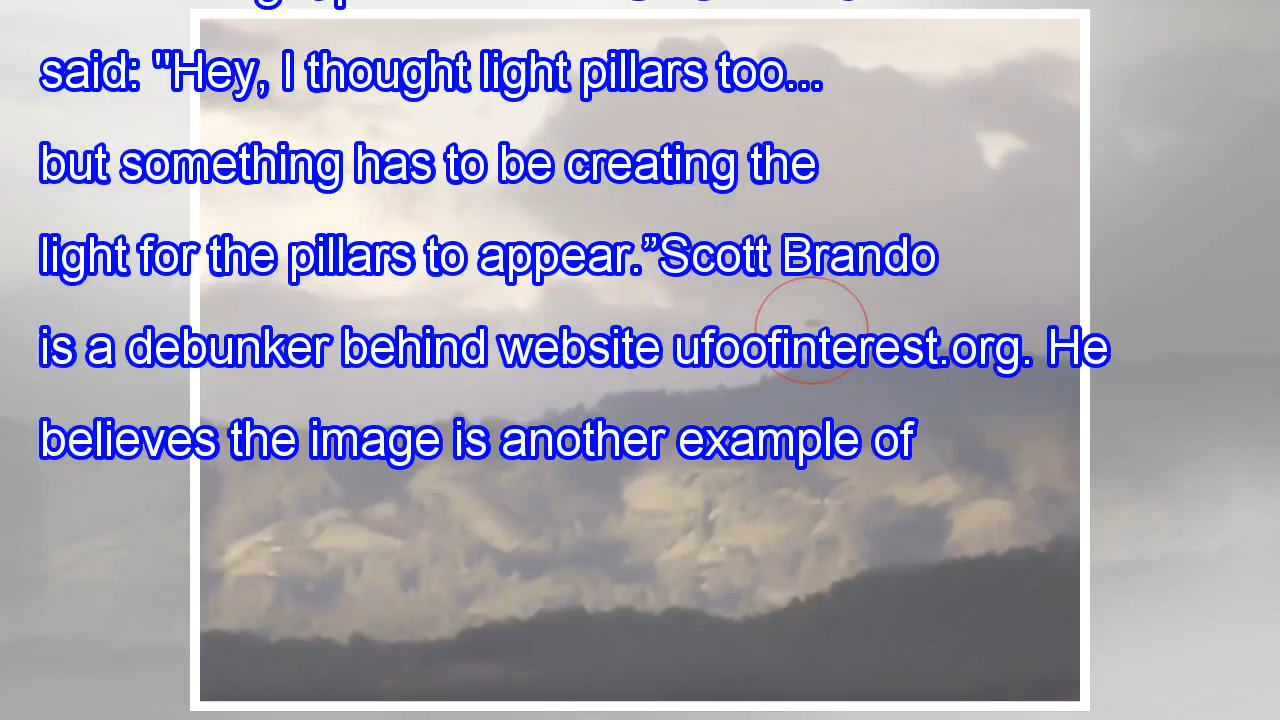 said: "Hey, I thought light pillars too...
but something has to be creating the
light for the pillars to appear.”Scott Brando
is a debunker behind website ufoofinterest.org. He
believes the image is another example of